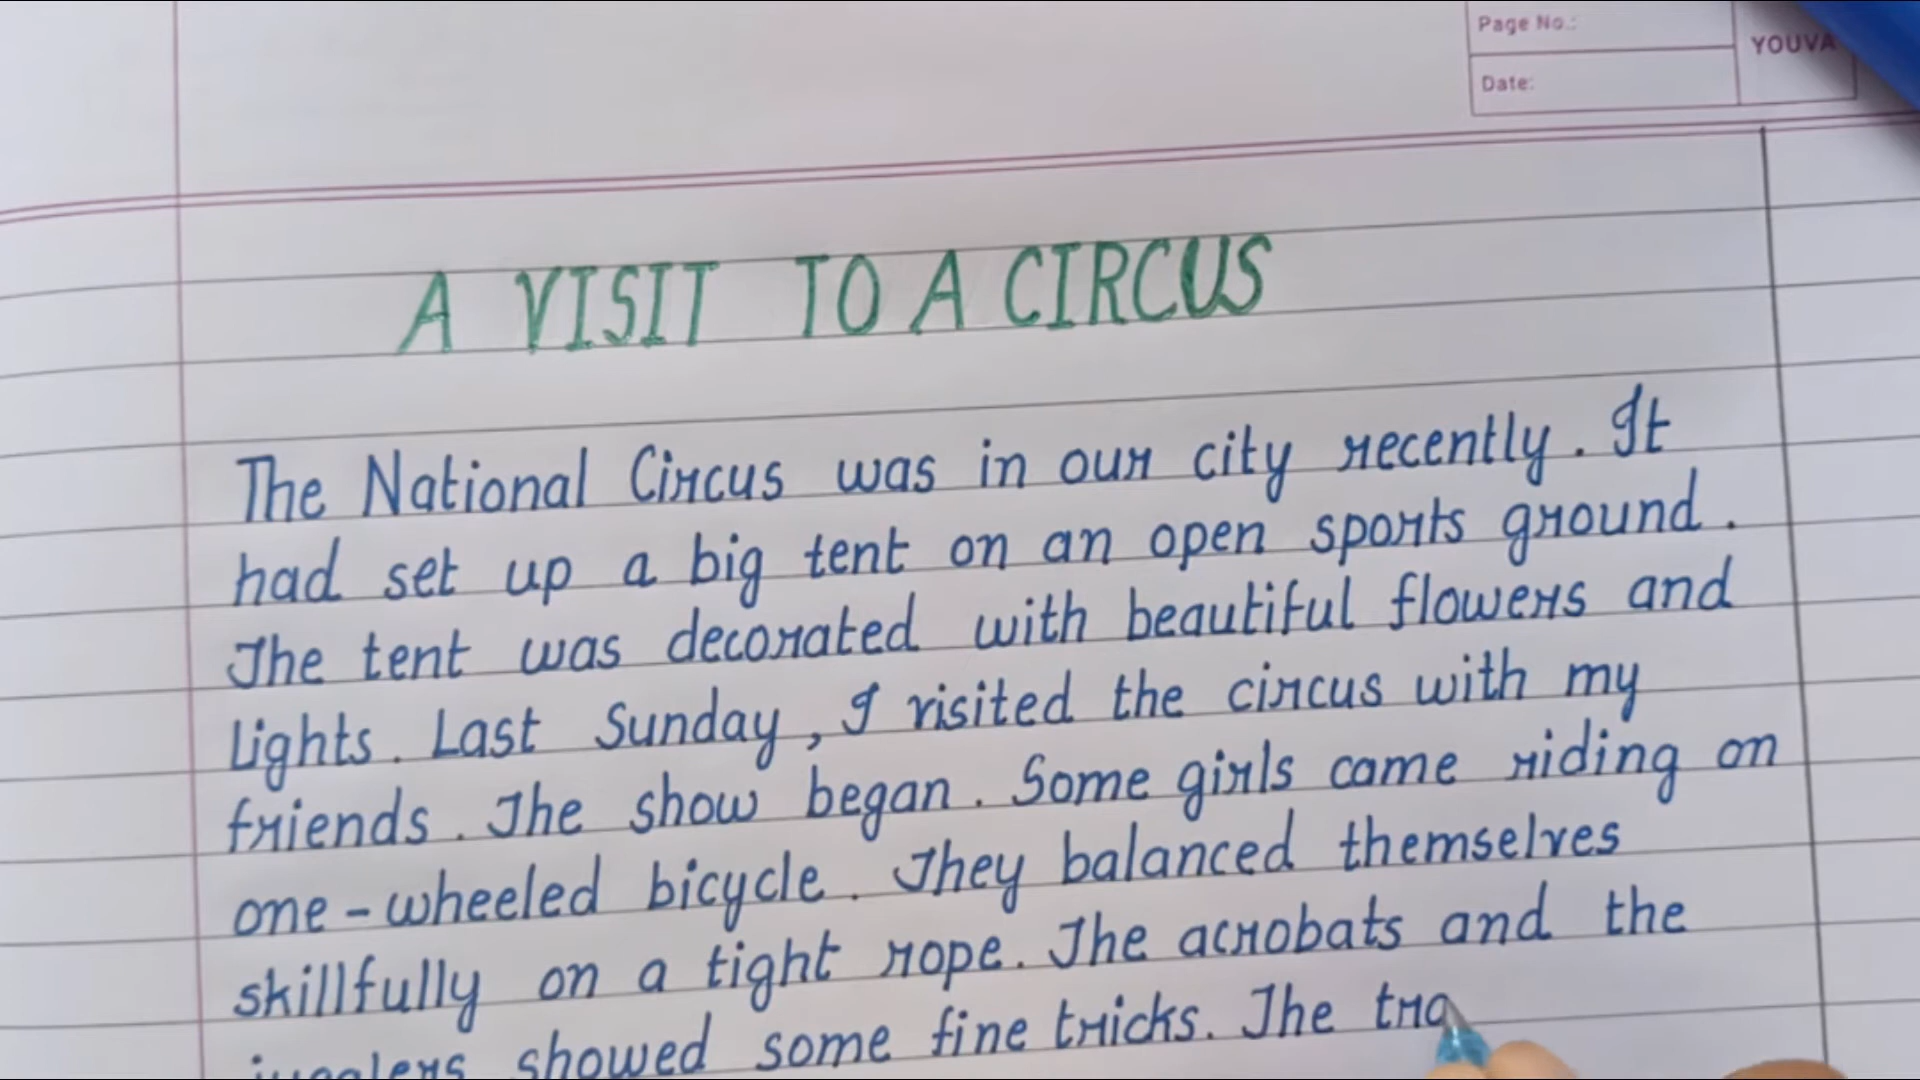 Page No.:
YOUVA
Date:
A VISIT TO A CIRCUS
The National Circus was in our city recently. It
had set up a big tent on an open sports ground.
The tent was decorated with beautiful flowers and
lights. Last Sunday, I visited the circus with my
friends. The show began. Some girls came riding on
one-wheeled bicycle. They balanced themselves
skillfully on a tight rope. The acrobats and the
jugglers showed some fine tricks. The tra